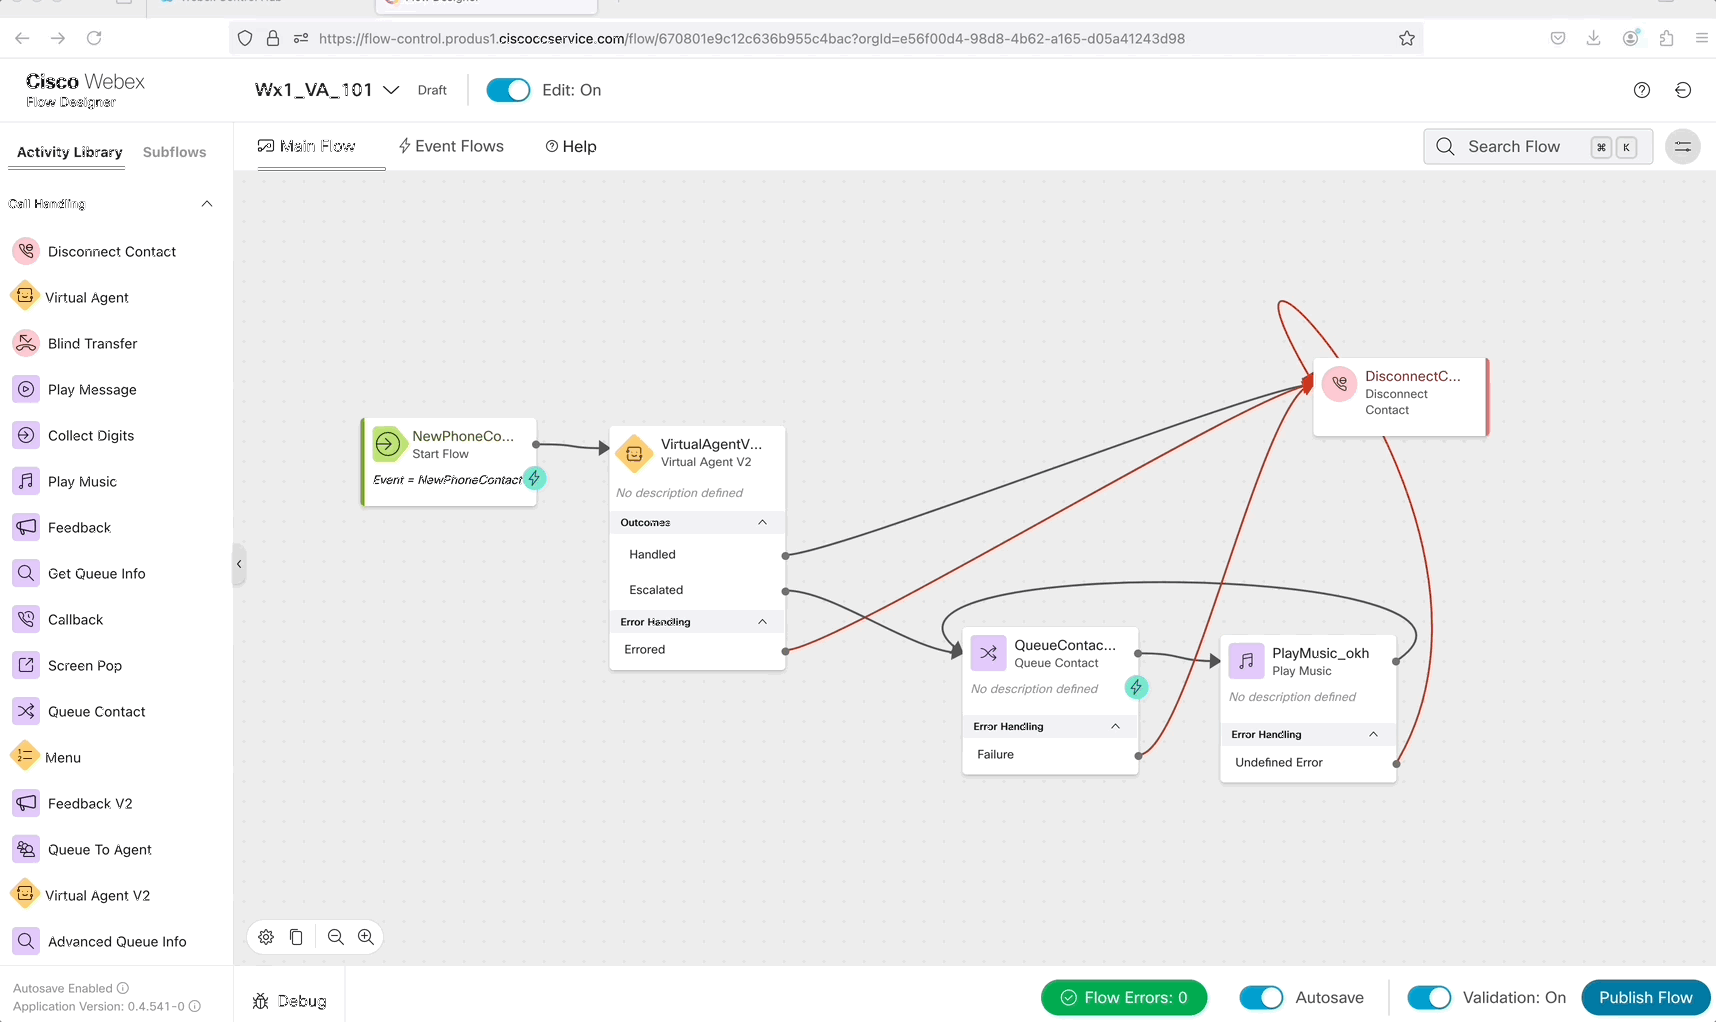 https://flow-control.produs1.ciscoccservice.com/flow/670801e9c12c636b955c4bac?orgId=e56f00d4-98d8-4b62-a165-d05a41243d98
Cisco Webex
Flow Designer
Wx1_VA_101
Draft
Edit: On
Activity Library
Subflows
Main Flow
Event Flows
Help
Search Flow
⌘
K
Call Handling
Disconnect Contact
Virtual Agent
Blind Transfer
Play Message
Collect Digits
Play Music
Feedback
Get Queue Info
Callback
Screen Pop
Queue Contact
Menu
Feedback V2
Queue To Agent
Virtual Agent V2
Advanced Queue Info
NewPhoneCo...
Start Flow
Event = NewPhoneContact
VirtualAgentV...
Virtual Agent V2
No description defined
Outcomes
Handled
Escalated
Error Handling
Errored
DisconnectC...
Disconnect
Contact
QueueContac...
Queue Contact
No description defined
Error Handling
Failure
PlayMusic_okh
Play Music
No description defined
Error Handling
Undefined Error
Autosave Enabled
Application Version: 0.4.541-0
Debug
Flow Errors: 0
Autosave
Validation: On
Publish Flow